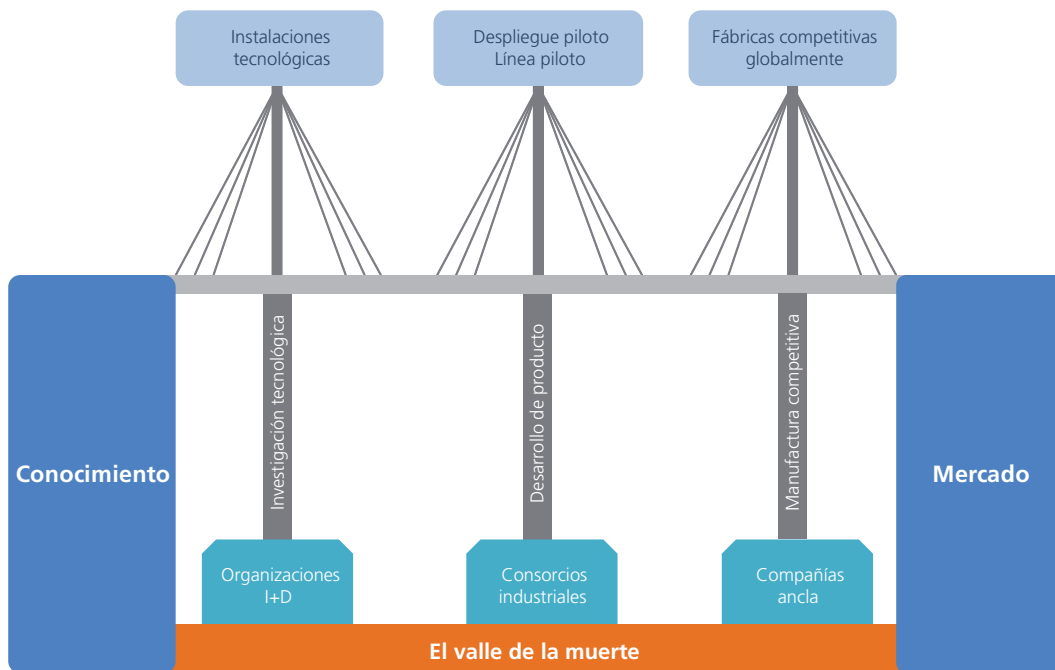 Instalaciones
tecnológicas
Despliegue piloto
Línea piloto
Fábricas competitivas
globalmente
Conocimiento
Investigación tecnológica
Desarrollo de producto
Manufactura competitiva
Mercado
Organizaciones
I+D
Consorcios
industriales
Compañías
ancla
El valle de la muerte